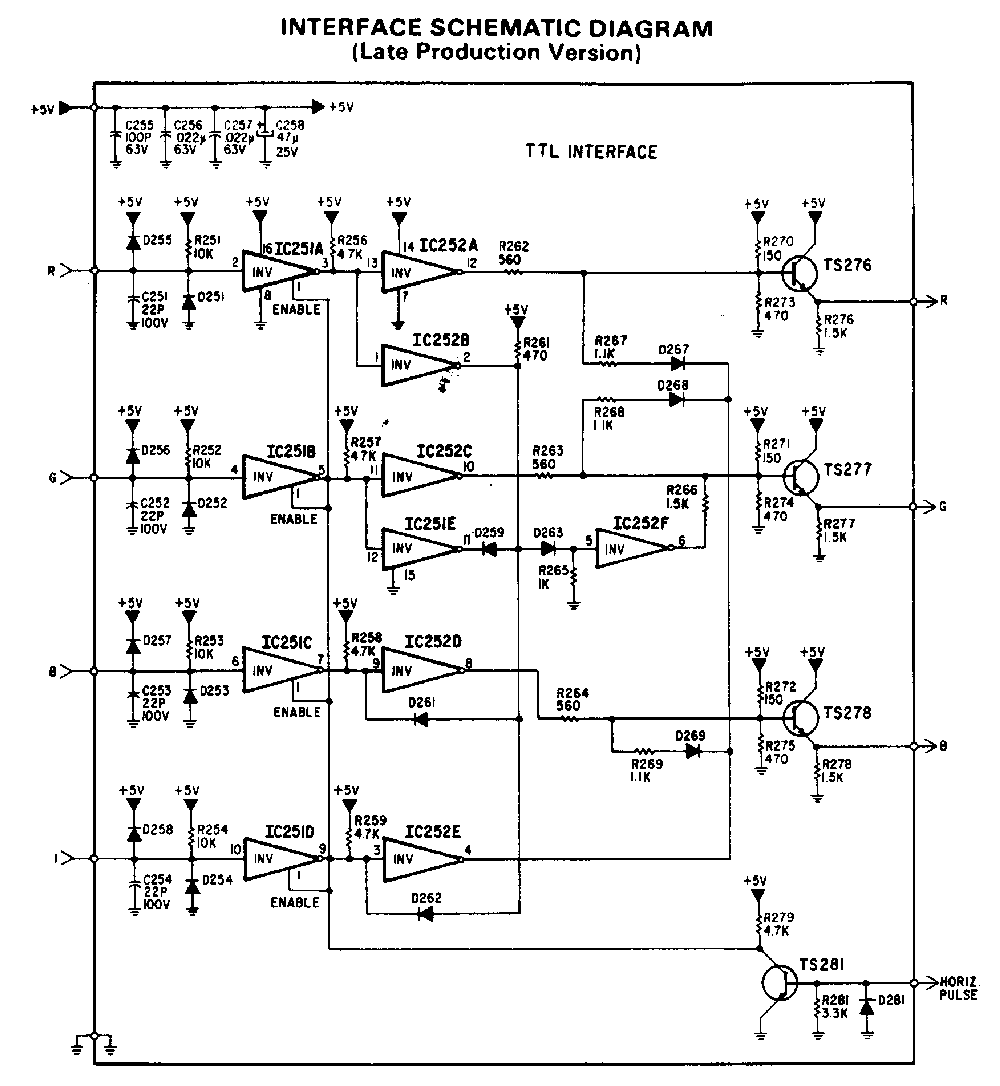 INTERFACE SCHEMATIC DIAGRAM
(Late Production Version)
+5V
+5V
C255
100P
63V
C256
.022µ
63V
C257
.022µ
63V
+
C258
47µ
25V
TTL INTERFACE
+5V
+5V
+5V
+5V
+5V
+5V
+5V
R
D255
R251
10K
C251
22P
100V
D251
2
16
IC251A
INV
8
3
1
ENABLE
R256
4.7K
13
14
IC252A
INV
7
12
R262
560
R270
150
R273
470
TS276
R276
1.5K
R
1
IC252B
INV
2
+5V
R261
470
R267
1.1K
D267
R268
1.1K
D268
+5V
+5V
+5V
+5V
+5V
G
D256
R252
10K
C252
22P
100V
D252
4
IC251B
INV
5
1
ENABLE
R257
4.7K
11
IC252C
INV
10
R263
560
R266
1.5K
R271
150
R274
470
TS277
R277
1.5K
G
12
IC251E
INV
15
11
D259
D263
R265
1K
5
IC252F
INV
6
+5V
+5V
+5V
+5V
+5V
B
D257
R253
10K
C253
22P
100V
D253
6
IC251C
INV
7
1
ENABLE
R258
4.7K
9
IC252D
INV
8
D261
R264
560
R269
1.1K
D269
R272
150
R275
470
TS278
R278
1.5K
B
+5V
+5V
+5V
I
D258
R254
10K
C254
22P
100V
D254
10
IC251D
INV
9
1
ENABLE
R259
4.7K
3
IC252E
INV
4
D262
+5V
R279
4.7K
TS281
R281
3.3K
D281
HORIZ.
PULSE